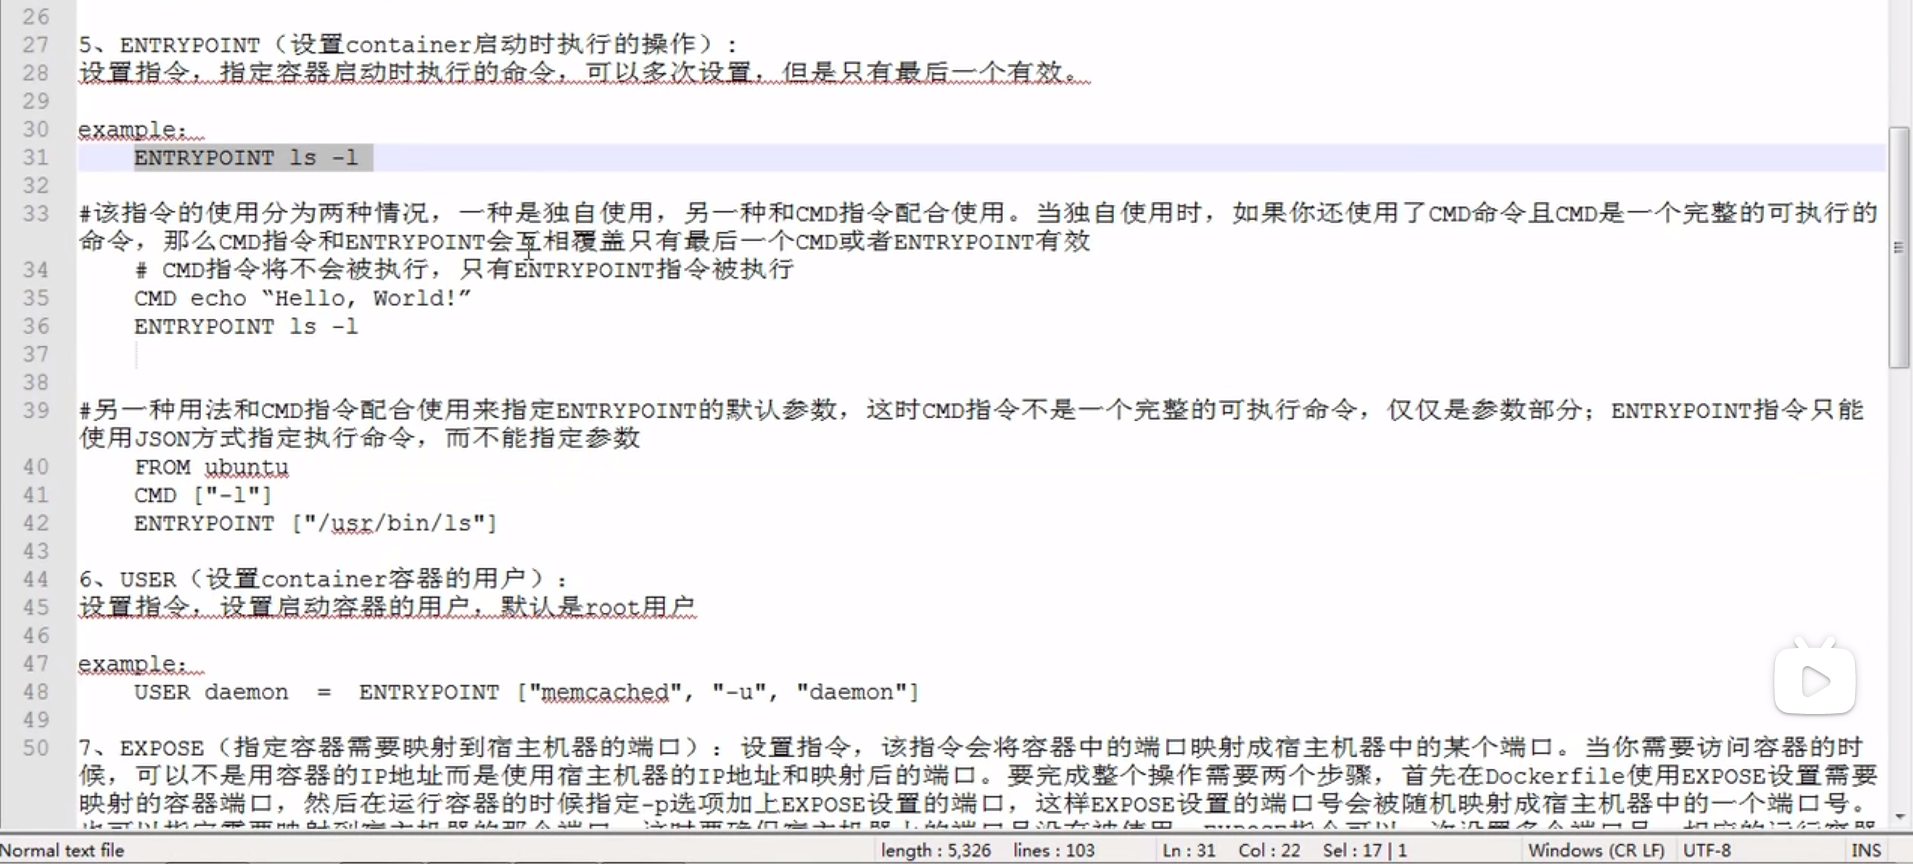 26
27 5、ENTRYPOINT（设置container启动时执行的操作）：
28 设置指令，指定容器启动时执行的命令，可以多次设置，但是只有最后一个有效。
29
30 example：
31 ENTRYPOINT ls -l
32
33 #该指令的使用分为两种情况，一种是独自使用，另一种和CMD指令配合使用。当独自使用时，如果你还使用了CMD命令且CMD是一个完整的可执行的
命令，那么CMD指令和ENTRYPOINT会互相覆盖只有最后一个CMD或者ENTRYPOINT有效
34 # CMD指令将不会被执行，只有ENTRYPOINT指令被执行
35 CMD echo “Hello, World!”
36 ENTRYPOINT ls -l
37
38
39 #另一种用法和CMD指令配合使用来指定ENTRYPOINT的默认参数，这时CMD指令不是一个完整的可执行命令，仅仅是参数部分；ENTRYPOINT指令只能
使用JSON方式指定执行命令，而不能指定参数
40 FROM ubuntu
41 CMD ["-l"]
42 ENTRYPOINT ["/usr/bin/ls"]
43
44 6、USER（设置container容器的用户）：
45 设置指令，设置启动容器的用户，默认是root用户
46
47 example：
48 USER daemon = ENTRYPOINT ["memcached", "-u", "daemon"]
49
50 7、EXPOSE（指定容器需要映射到宿主机器的端口）：设置指令，该指令会将容器中的端口映射成宿主机器中的某个端口。当你需要访问容器的时
候，可以不是用容器的IP地址而是使用宿主机器的IP地址和映射后的端口。要完成整个操作需要两个步骤，首先在Dockerfile使用EXPOSE设置需要
映射的容器端口，然后在运行容器的时候指定-p选项加上EXPOSE设置的端口，这样EXPOSE设置的端口号会被随机映射成宿主机器中的一个端口号。
Normal text file length : 5,326 lines : 103 Ln : 31 Col : 22 Sel : 17 | 1 Windows (CR LF) UTF-8 INS